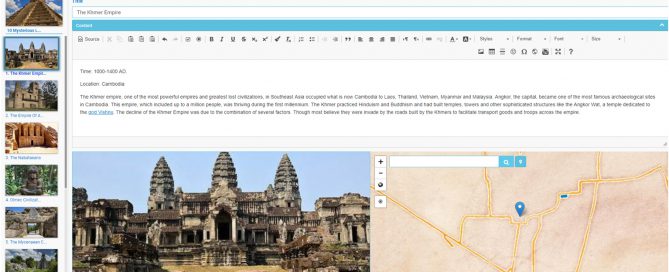 Title
The Khmer Empire
Content
Source
Styles
Format
Font
Size
Time: 1000-1400 AD.
Location: Cambodia
The Khmer empire, one of the most powerful empires and greatest lost civilizations, in Southeast Asia occupied what is now Cambodia to Laos, Thailand, Vietnam, Myanmar and Malaysia. Angkor, the capital, became one of the most famous archaeological sites
in Cambodia. This empire, which included up to a million people, was thriving during the first millennium. The Khmer practiced Hinduism and Buddhism and had built temples, towers and other sophisticated structures like the Angkor Wat, a temple dedicated to
the god Vishnu. The decline of the Khmer Empire was due to the combination of several factors. Though most believe they were invade by the roads built by the Khmers to facilitate transport goods and troops across the empire.
10 Mysterious L...
1. The Khmer Empir...
2. The Empire Of A...
3. The Nabataeans
4. Olmec Civilizat...
5. The Mycenaean C...